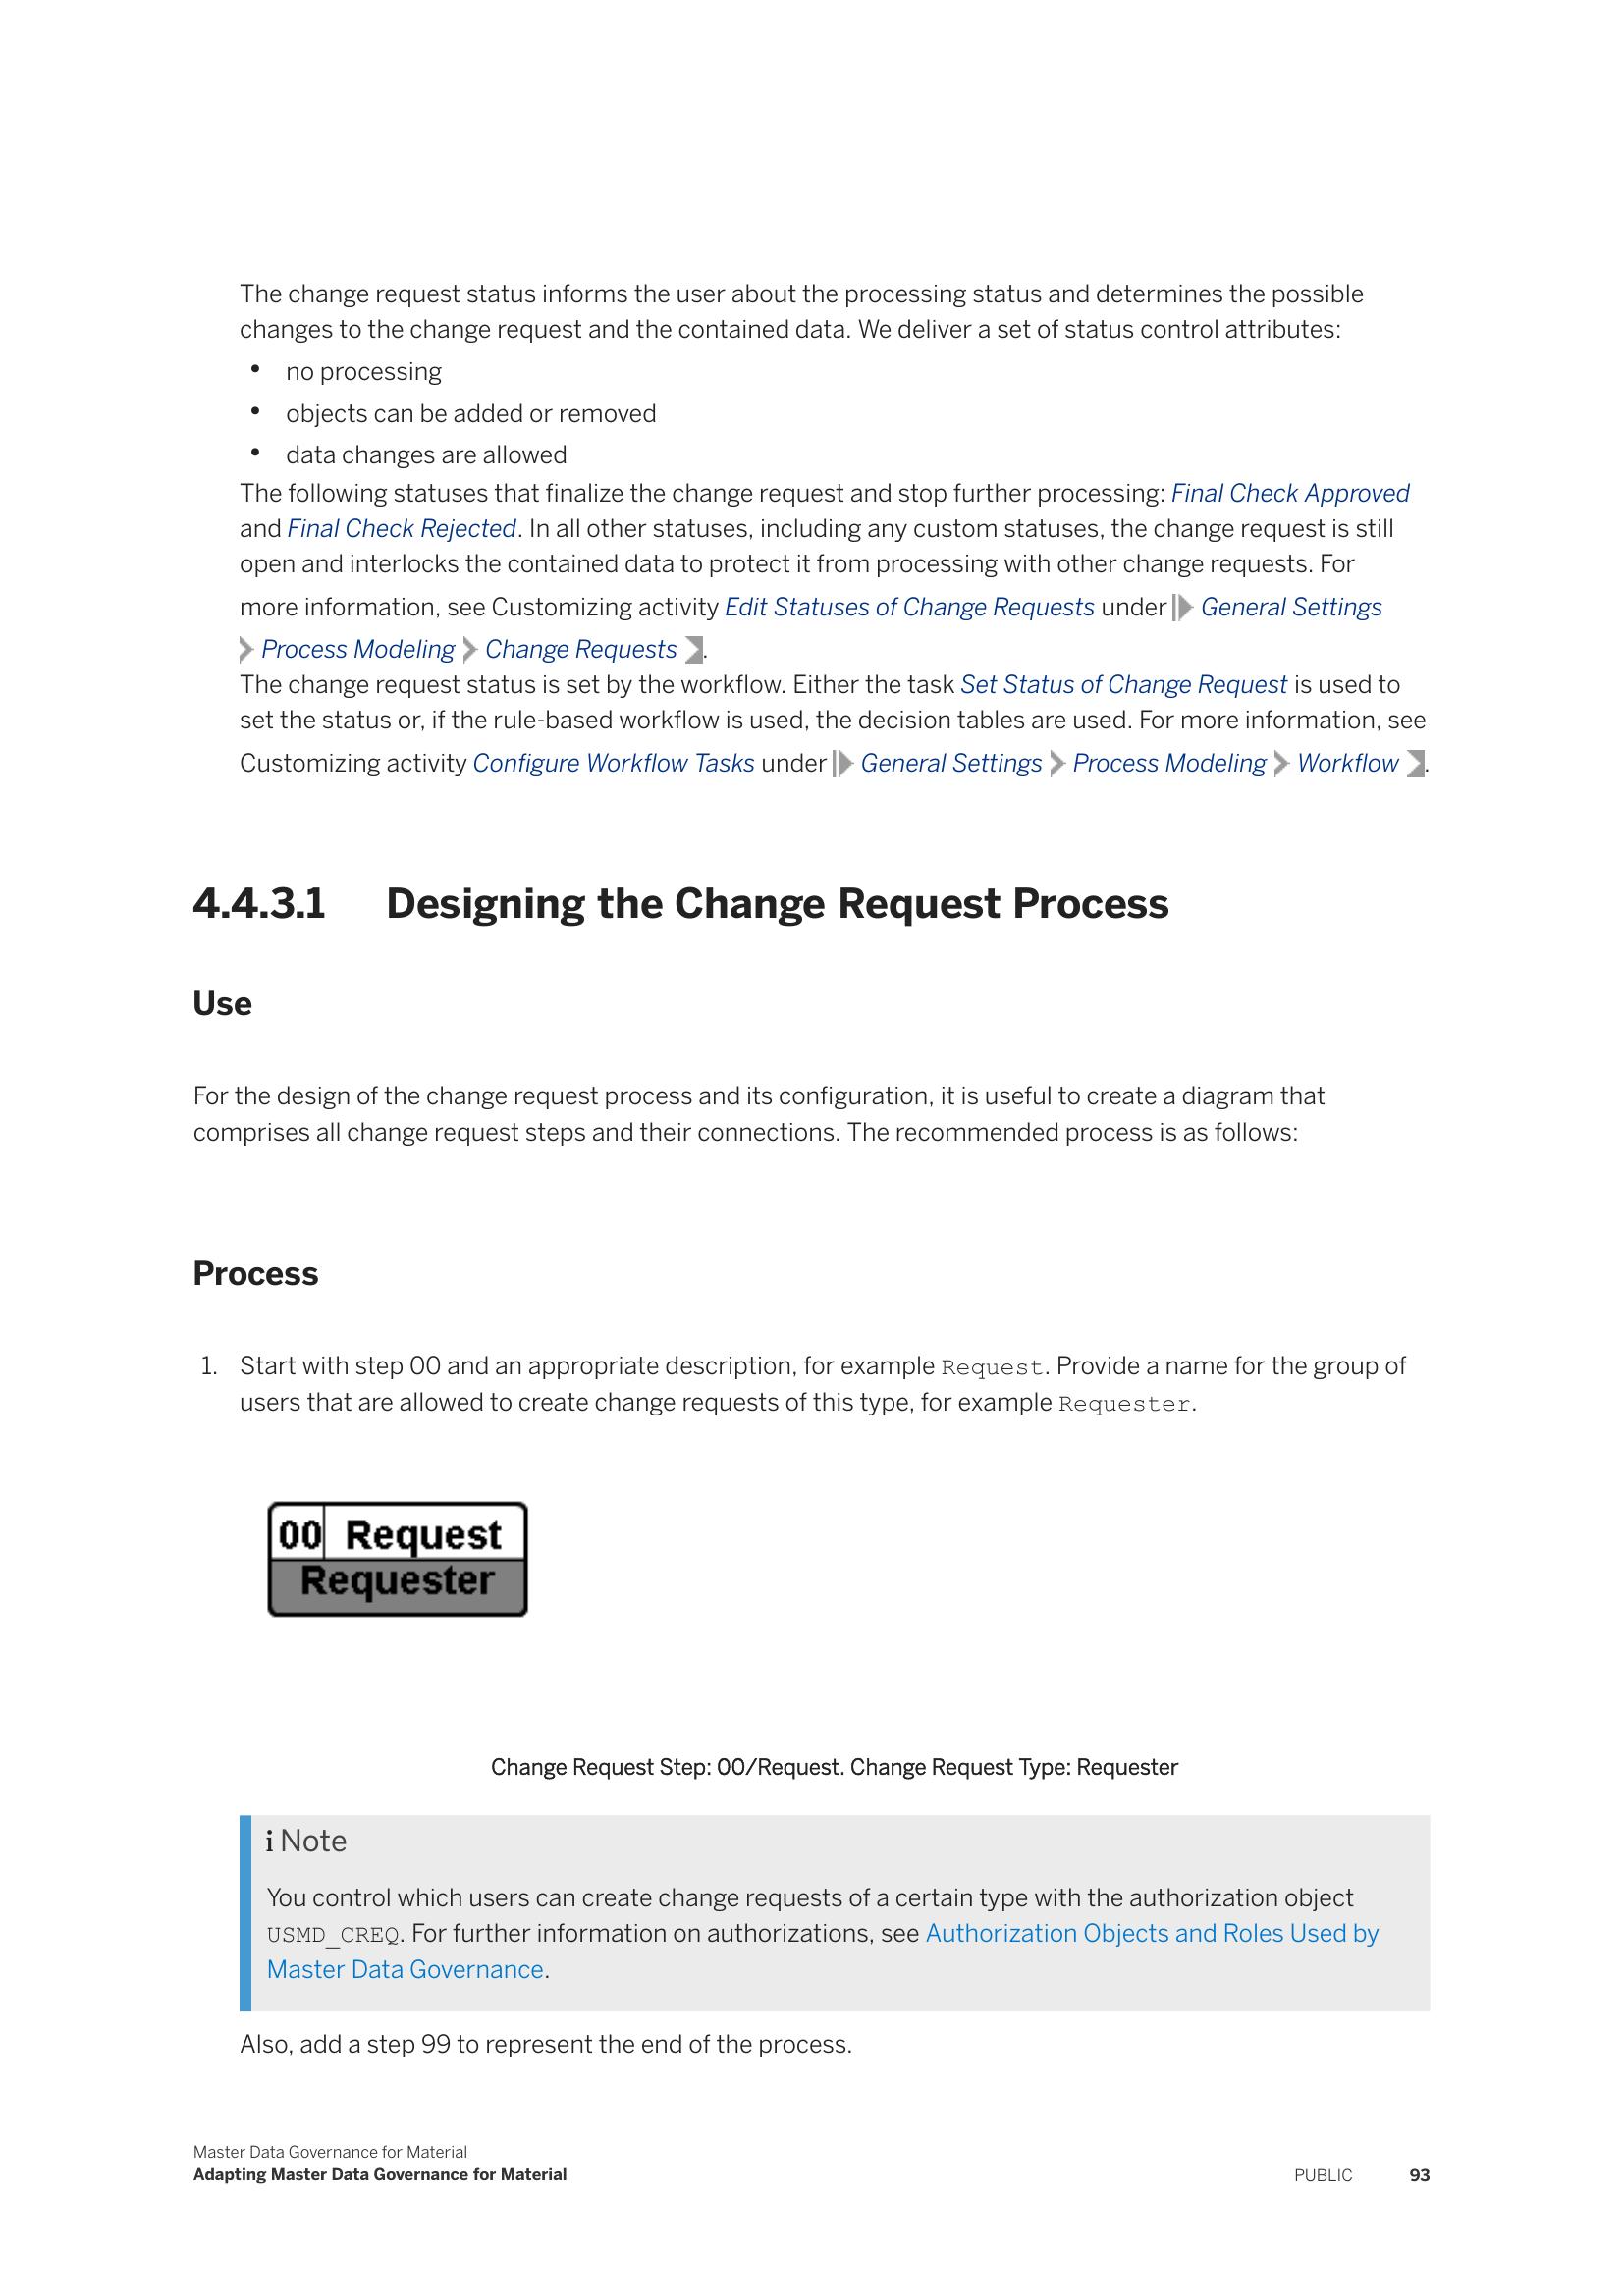 The change request status informs the user about the processing status and determines the possible
changes to the change request and the contained data. We deliver a set of status control attributes:
• no processing
• objects can be added or removed
• data changes are allowed
The following statuses that finalize the change request and stop further processing: Final Check Approved
and Final Check Rejected. In all other statuses, including any custom statuses, the change request is still
open and interlocks the contained data to protect it from processing with other change requests. For
more information, see Customizing activity Edit Statuses of Change Requests under General Settings
Process Modeling Change Requests .
The change request status is set by the workflow. Either the task Set Status of Change Request is used to
set the status or, if the rule-based workflow is used, the decision tables are used. For more information, see
Customizing activity Configure Workflow Tasks under General Settings Process Modeling Workflow .
4.4.3.1 Designing the Change Request Process
Use
For the design of the change request process and its configuration, it is useful to create a diagram that
comprises all change request steps and their connections. The recommended process is as follows:
Process
1. Start with step 00 and an appropriate description, for example Request. Provide a name for the group of
users that are allowed to create change requests of this type, for example Requester.
00 Request
Requester
Change Request Step: 00/Request. Change Request Type: Requester
i Note
You control which users can create change requests of a certain type with the authorization object
USMD_CREQ. For further information on authorizations, see Authorization Objects and Roles Used by
Master Data Governance.
Also, add a step 99 to represent the end of the process.
Master Data Governance for Material
Adapting Master Data Governance for Material PUBLIC 93